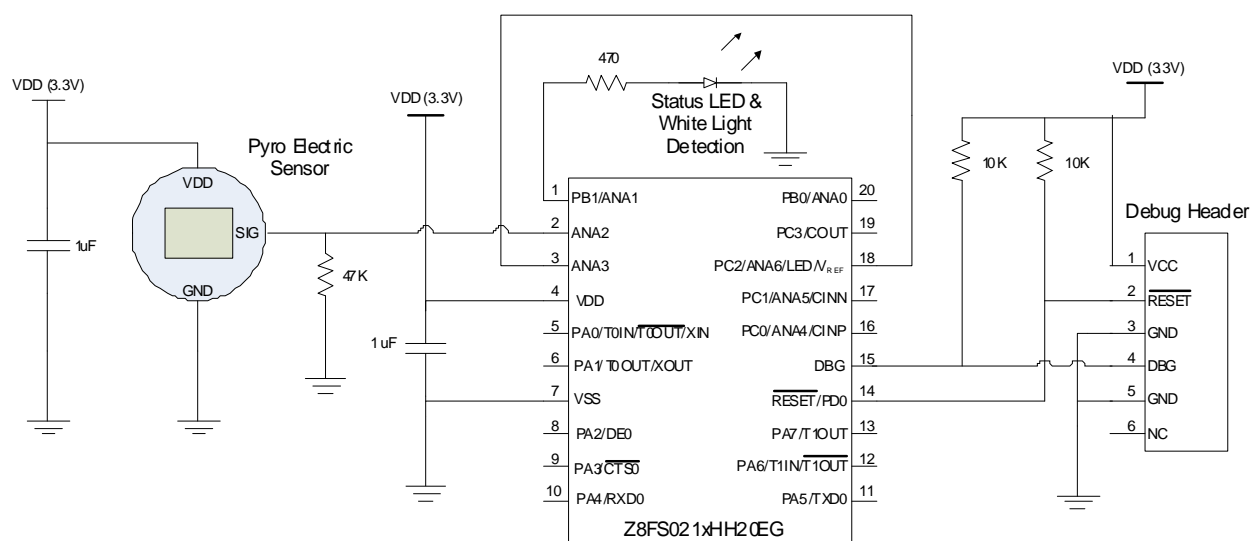 VDD (3.3V)
Pyro Electric
Sensor
VDD
SIG
GND
1uF
47K
VDD (3.3V)
1uF
470
Status LED &
White Light
Detection
1 PB1/ANA1
2 ANA2
3 ANA3
4 VDD
5 PA0/T0IN/T0OUT/XIN
6 PA1/T0OUT/XOUT
7 VSS
8 PA2/DE0
9 PA3/CTS0
10 PA4/RXD0
PB0/ANA0 20
PC3/COUT 19
PC2/ANA6/LED/VREF 18
PC1/ANA5/CINN 17
PC0/ANA4/CINP 16
DBG 15
RESET/PD0 14
PA7/T1OUT 13
PA6/T1IN/T1OUT 12
PA5/TXD0 11
Z8FS021xHH20EG
VDD (3.3V)
10K
10K
Debug Header
1 VCC
2 RESET
3 GND
4 DBG
5 GND
6 NC